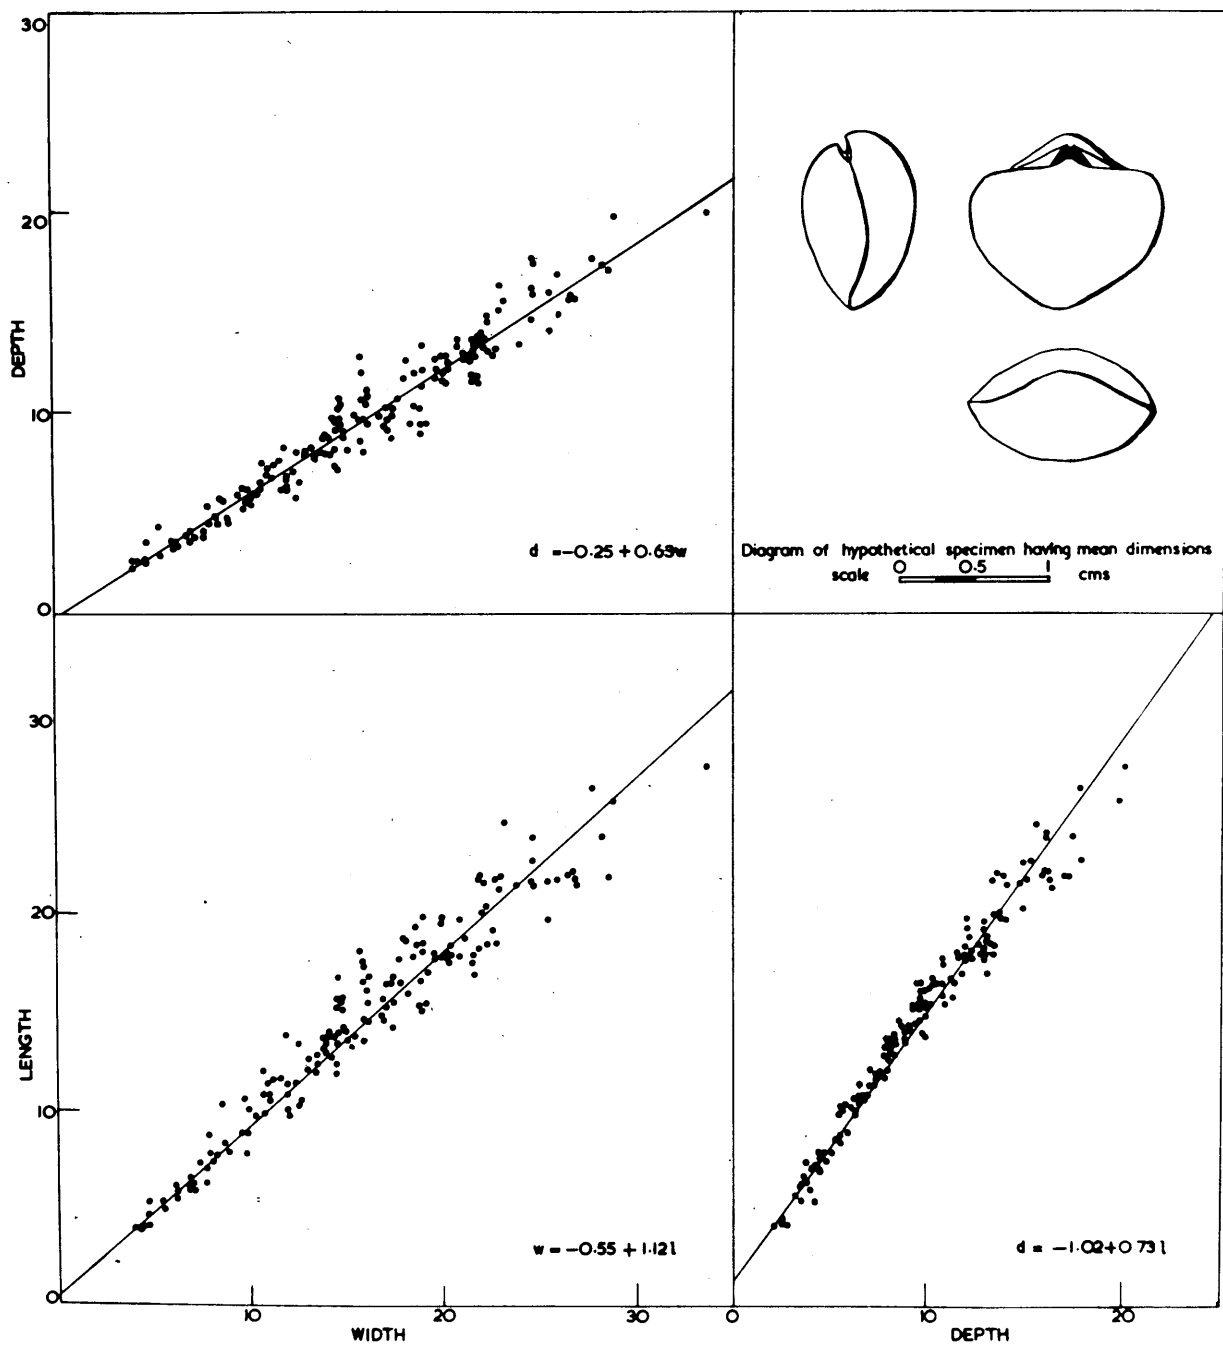 30
20
10
0
DEPTH
d = -0.25 + 0.63w
Diagram of hypothetical specimen having mean dimensions
scale 0 0.5 1 cms
30
20
10
0
LENGTH
w = -0.55 + 1.12l
d = -1.02+0.73l
10 20 30 0 10 20
WIDTH DEPTH